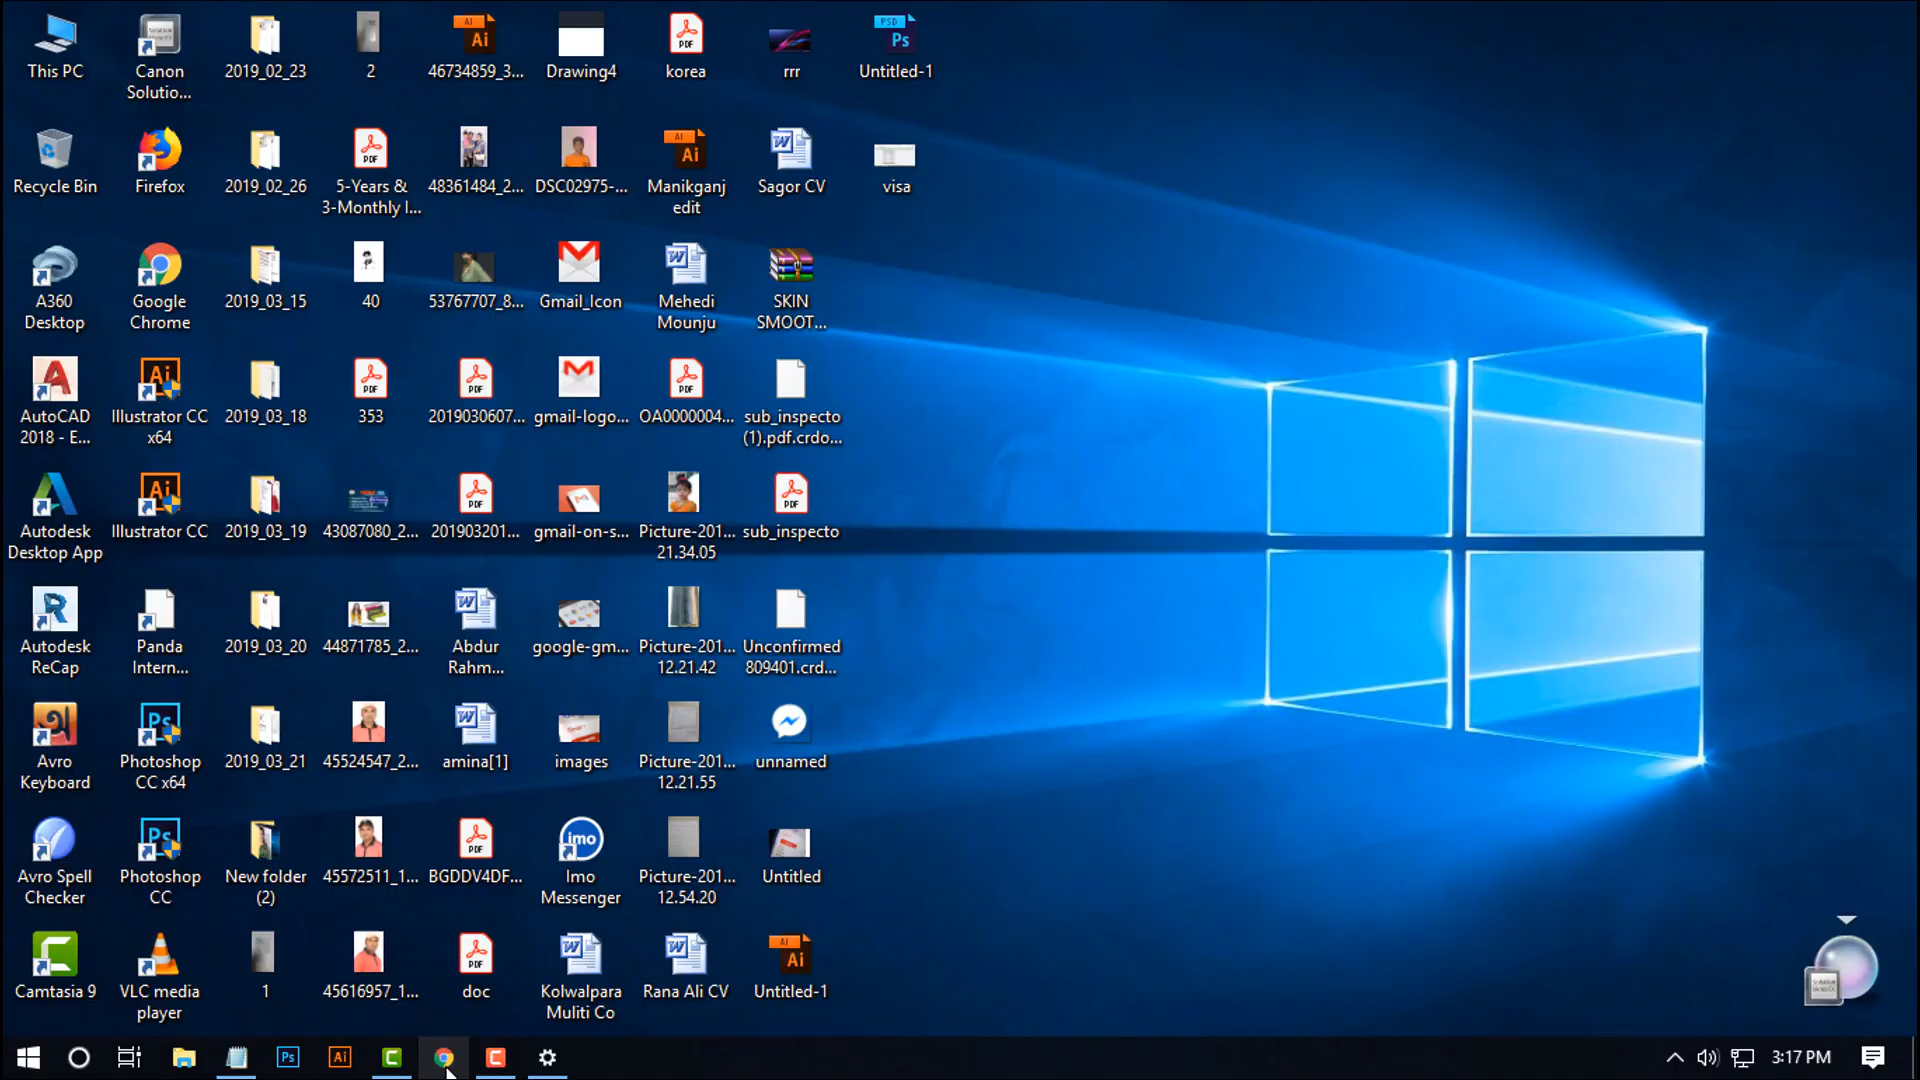 This PC
Canon
Solutio...
2019_02_23
2
46734859_3...
Drawing4
korea
rrr
Untitled-1
Recycle Bin
Firefox
2019_02_26
5-Years &
3-Monthly I...
48361484_2...
DSC02975-...
Manikganj
edit
Sagor CV
visa
A360
Desktop
Google
Chrome
2019_03_15
40
53767707_8...
Gmail_Icon
Mehedi
Mounju
SKIN
SMOOT...
AutoCAD
2018 - E...
Illustrator CC
x64
2019_03_18
353
2019030607...
gmail-logo...
OA0000004...
sub_inspecto
(1).pdf.crdo...
Autodesk
Desktop App
Illustrator CC
2019_03_19
43087080_2...
201903201...
gmail-on-s...
Picture-201...
21.34.05
sub_inspecto
Autodesk
ReCap
Panda
Intern...
2019_03_20
44871785_2...
Abdur
Rahm...
google-gm...
Picture-201...
12.21.42
Unconfirmed
809401.crd...
Avro
Keyboard
Photoshop
CC x64
2019_03_21
45524547_2...
amina[1]
images
Picture-201...
12.21.55
unnamed
Avro Spell
Checker
Photoshop
CC
New folder
(2)
45572511_1...
BGDDV4DF...
Imo
Messenger
Picture-201...
12.54.20
Untitled
Camtasia 9
VLC media
player
1
45616957_1...
doc
Kolwalpara
Muliti Co
Rana Ali CV
Untitled-1
3:17 PM